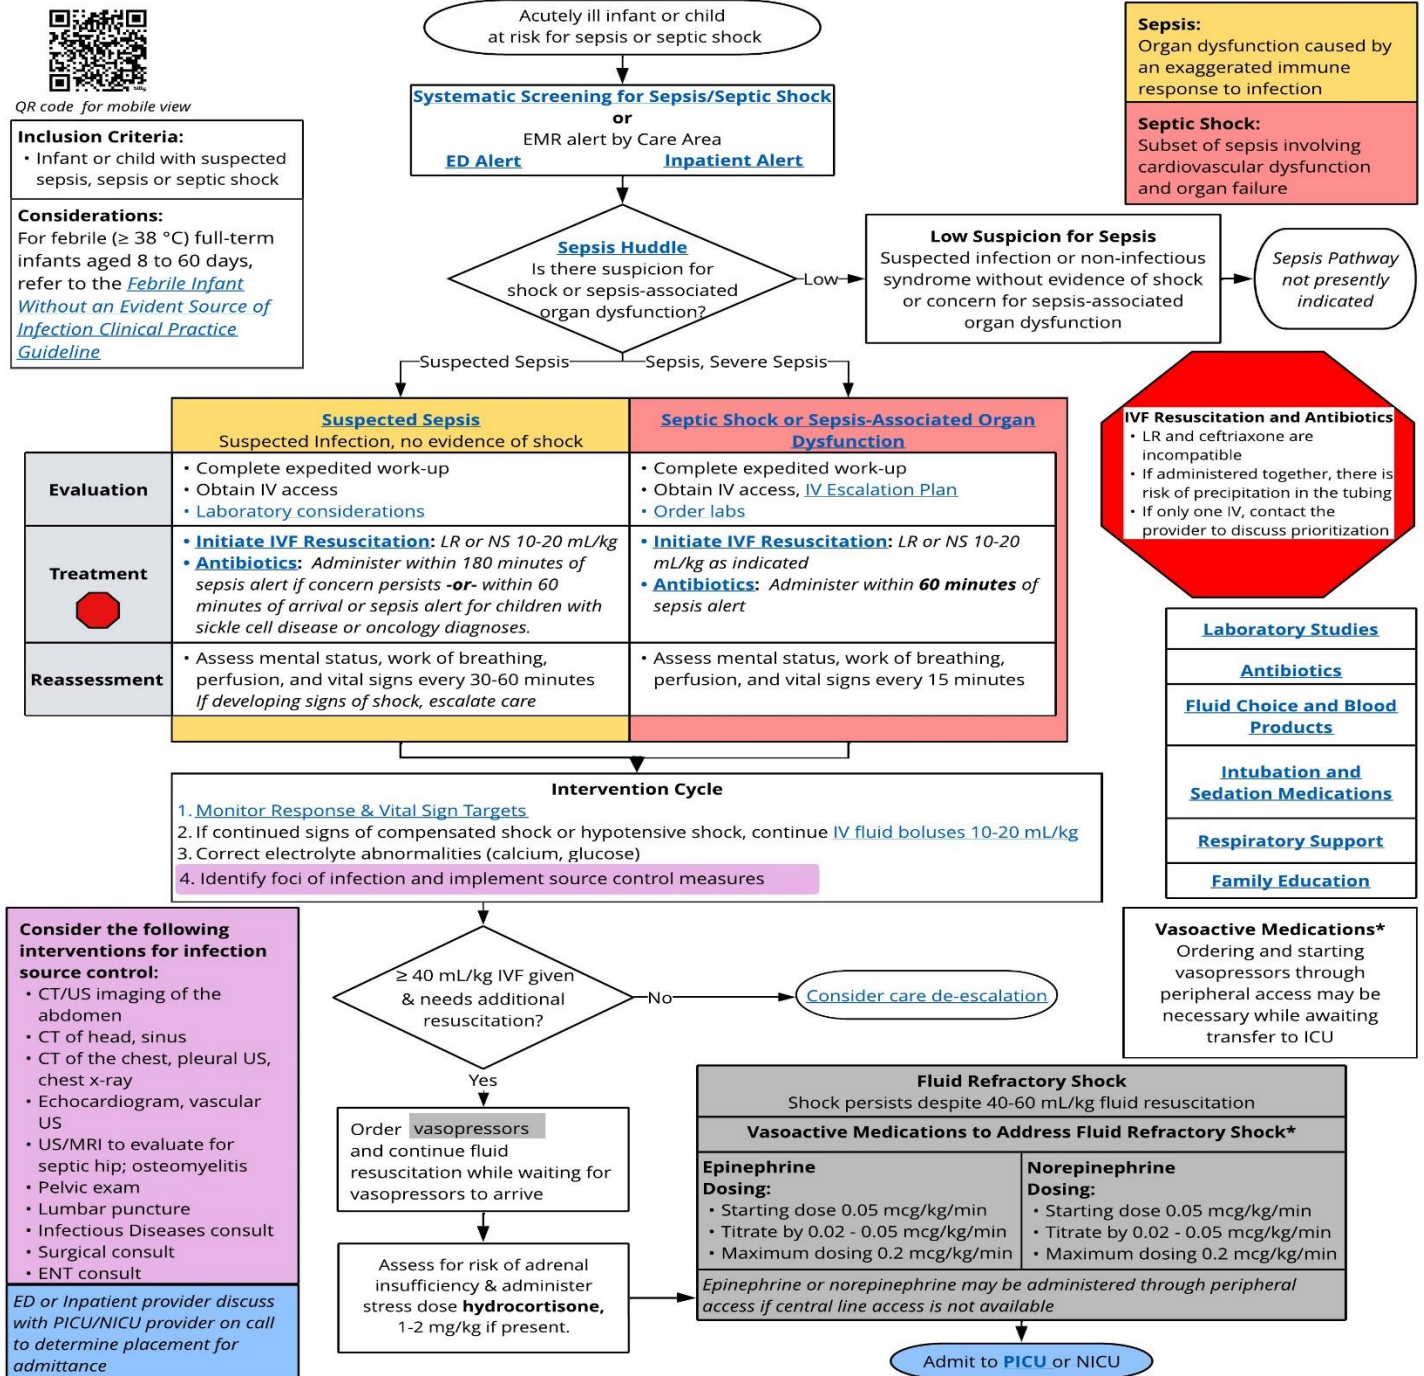 Acutely ill infant or child
at risk for sepsis or septic shock
QR code for mobile view
Systematic Screening for Sepsis/Septic Shock
or
EMR alert by Care Area
ED Alert
Inpatient Alert
Sepsis:
Organ dysfunction caused by
an exaggerated immune
response to infection
Septic Shock:
Subset of sepsis involving
cardiovascular dysfunction
and organ failure
Inclusion Criteria:
• Infant or child with suspected
sepsis, sepsis or septic shock
Considerations:
For febrile (≥ 38 °C) full-term
infants aged 8 to 60 days,
refer to the Febrile Infant
Without an Evident Source of
Infection Clinical Practice
Guideline
Sepsis Huddle
Is there suspicion for
shock or sepsis-associated
organ dysfunction?
Low
Low Suspicion for Sepsis
Suspected infection or non-infectious
syndrome without evidence of shock
or concern for sepsis-associated
organ dysfunction
Sepsis Pathway
not presently
indicated
Suspected Sepsis
Sepsis, Severe Sepsis
Suspected Sepsis
Suspected Infection, no evidence of shock
Septic Shock or Sepsis-Associated Organ
Dysfunction
Evaluation
• Complete expedited work-up
• Obtain IV access
• Laboratory considerations
• Complete expedited work-up
• Obtain IV access, IV Escalation Plan
• Order labs
Treatment
• Initiate IVF Resuscitation: LR or NS 10-20 mL/kg
• Antibiotics: Administer within 180 minutes of
sepsis alert if concern persists -or- within 60
minutes of arrival or sepsis alert for children with
sickle cell disease or oncology diagnoses.
• Initiate IVF Resuscitation: LR or NS 10-20
mL/kg as indicated
• Antibiotics: Administer within 60 minutes of
sepsis alert
Reassessment
• Assess mental status, work of breathing,
perfusion, and vital signs every 30-60 minutes
If developing signs of shock, escalate care
• Assess mental status, work of breathing,
perfusion, and vital signs every 15 minutes
IVF Resuscitation and Antibiotics
• LR and ceftriaxone are
incompatible
• If administered together, there is
risk of precipitation in the tubing
• If only one IV, contact the
provider to discuss prioritization
Laboratory Studies
Antibiotics
Fluid Choice and Blood
Products
Intubation and
Sedation Medications
Respiratory Support
Family Education
Intervention Cycle
1. Monitor Response & Vital Sign Targets
2. If continued signs of compensated shock or hypotensive shock, continue IV fluid boluses 10-20 mL/kg
3. Correct electrolyte abnormalities (calcium, glucose)
4. Identify foci of infection and implement source control measures
Consider the following
interventions for infection
source control:
• CT/US imaging of the
abdomen
• CT of head, sinus
• CT of the chest, pleural US,
chest x-ray
• Echocardiogram, vascular
US
• US/MRI to evaluate for
septic hip; osteomyelitis
• Pelvic exam
• Lumbar puncture
• Infectious Diseases consult
• Surgical consult
• ENT consult
ED or Inpatient provider discuss
with PICU/NICU provider on call
to determine placement for
admittance
≥ 40 mL/kg IVF given
& needs additional
resuscitation?
No
Consider care de-escalation
Yes
Order vasopressors
and continue fluid
resuscitation while waiting for
vasopressors to arrive
Assess for risk of adrenal
insufficiency & administer
stress dose hydrocortisone,
1-2 mg/kg if present.
Vasoactive Medications*
Ordering and starting
vasopressors through
peripheral access may be
necessary while awaiting
transfer to ICU
Fluid Refractory Shock
Shock persists despite 40-60 mL/kg fluid resuscitation
Vasoactive Medications to Address Fluid Refractory Shock*
Epinephrine
Dosing:
• Starting dose 0.05 mcg/kg/min
• Titrate by 0.02 - 0.05 mcg/kg/min
• Maximum dosing 0.2 mcg/kg/min
Norepinephrine
Dosing:
• Starting dose 0.05 mcg/kg/min
• Titrate by 0.02 - 0.05 mcg/kg/min
• Maximum dosing 0.2 mcg/kg/min
Epinephrine or norepinephrine may be administered through peripheral
access if central line access is not available
Admit to PICU or NICU